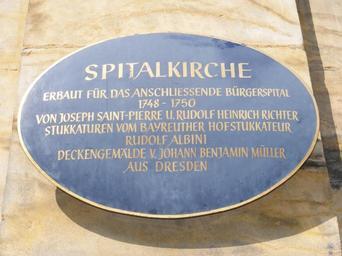 SPITALKIRCHE
ERBAUT FÜR DAS ANSCHLIESSENDE BÜRGERSPITAL
1748 - 1750
VON JOSEPH SAINT-PIERRE U. RUDOLF HEINRICH RICHTER
STUKKATUREN VOM BAYREUTHER HOFSTUKKATEUR
RUDOLF ALBINI
DECKENGEMÄLDE V. JOHANN BENJAMIN MÜLLER
AUS DRESDEN